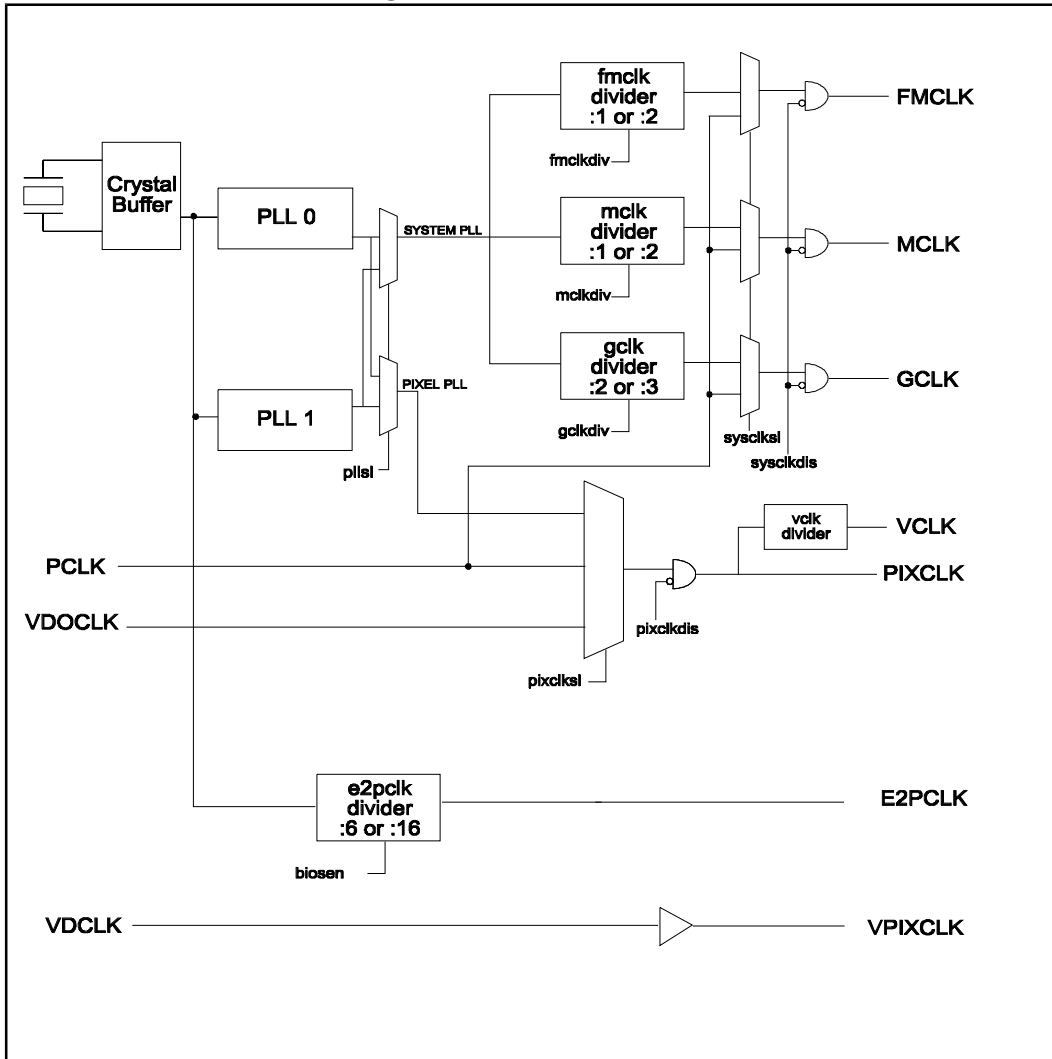 fmclk
divider
:1 or :2
fmclkdiv
FMCLK
Crystal
Buffer
PLL 0
SYSTEM PLL
mclk
divider
:1 or :2
mclkdiv
MCLK
PLL 1
PIXEL PLL
pllsl
gclk
divider
:2 or :3
gclkdiv
GCLK
sysclksl
sysclkdis
vclk
divider
VCLK
PCLK
PIXCLK
VDOCLK
pixclkdis
pixclksl
e2pclk
divider
:6 or :16
biosen
E2PCLK
VDCLK
VPIXCLK